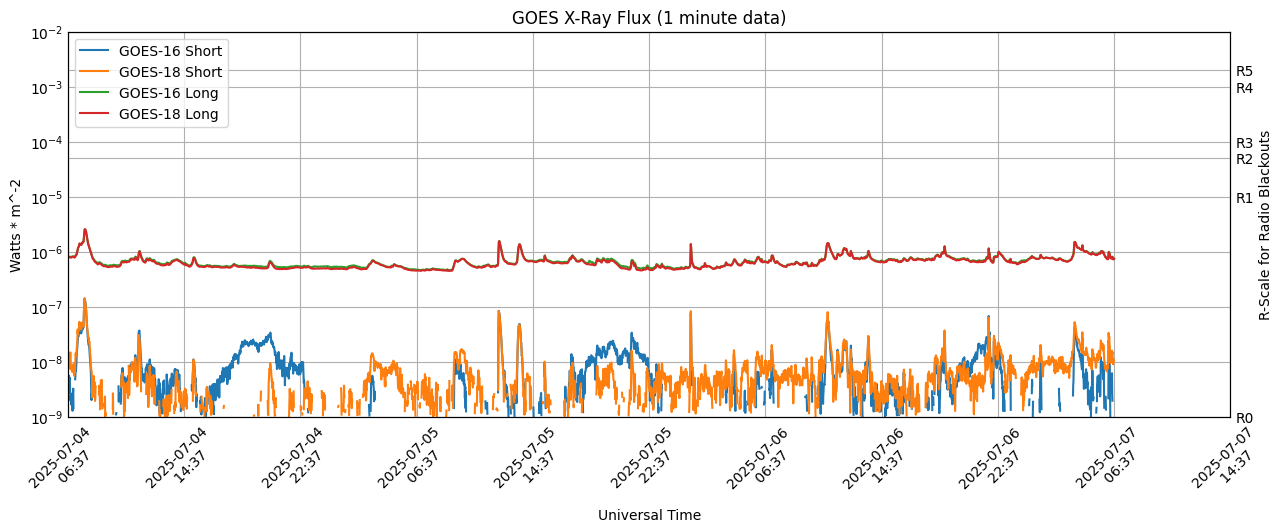 GOES X-Ray Flux (1 minute data)
GOES-16 Short
GOES-18 Short
GOES-16 Long
GOES-18 Long
Watts * m^-2
10^-2
10^-3
10^-4
10^-5
10^-6
10^-7
10^-8
10^-9
R5
R4
R3
R2
R1
R0
R-Scale for Radio Blackouts
2025-07-04
06:37
2025-07-04
14:37
2025-07-04
22:37
2025-07-05
06:37
2025-07-05
14:37
2025-07-05
22:37
2025-07-06
06:37
2025-07-06
14:37
2025-07-06
22:37
2025-07-07
06:37
2025-07-07
14:37
Universal Time